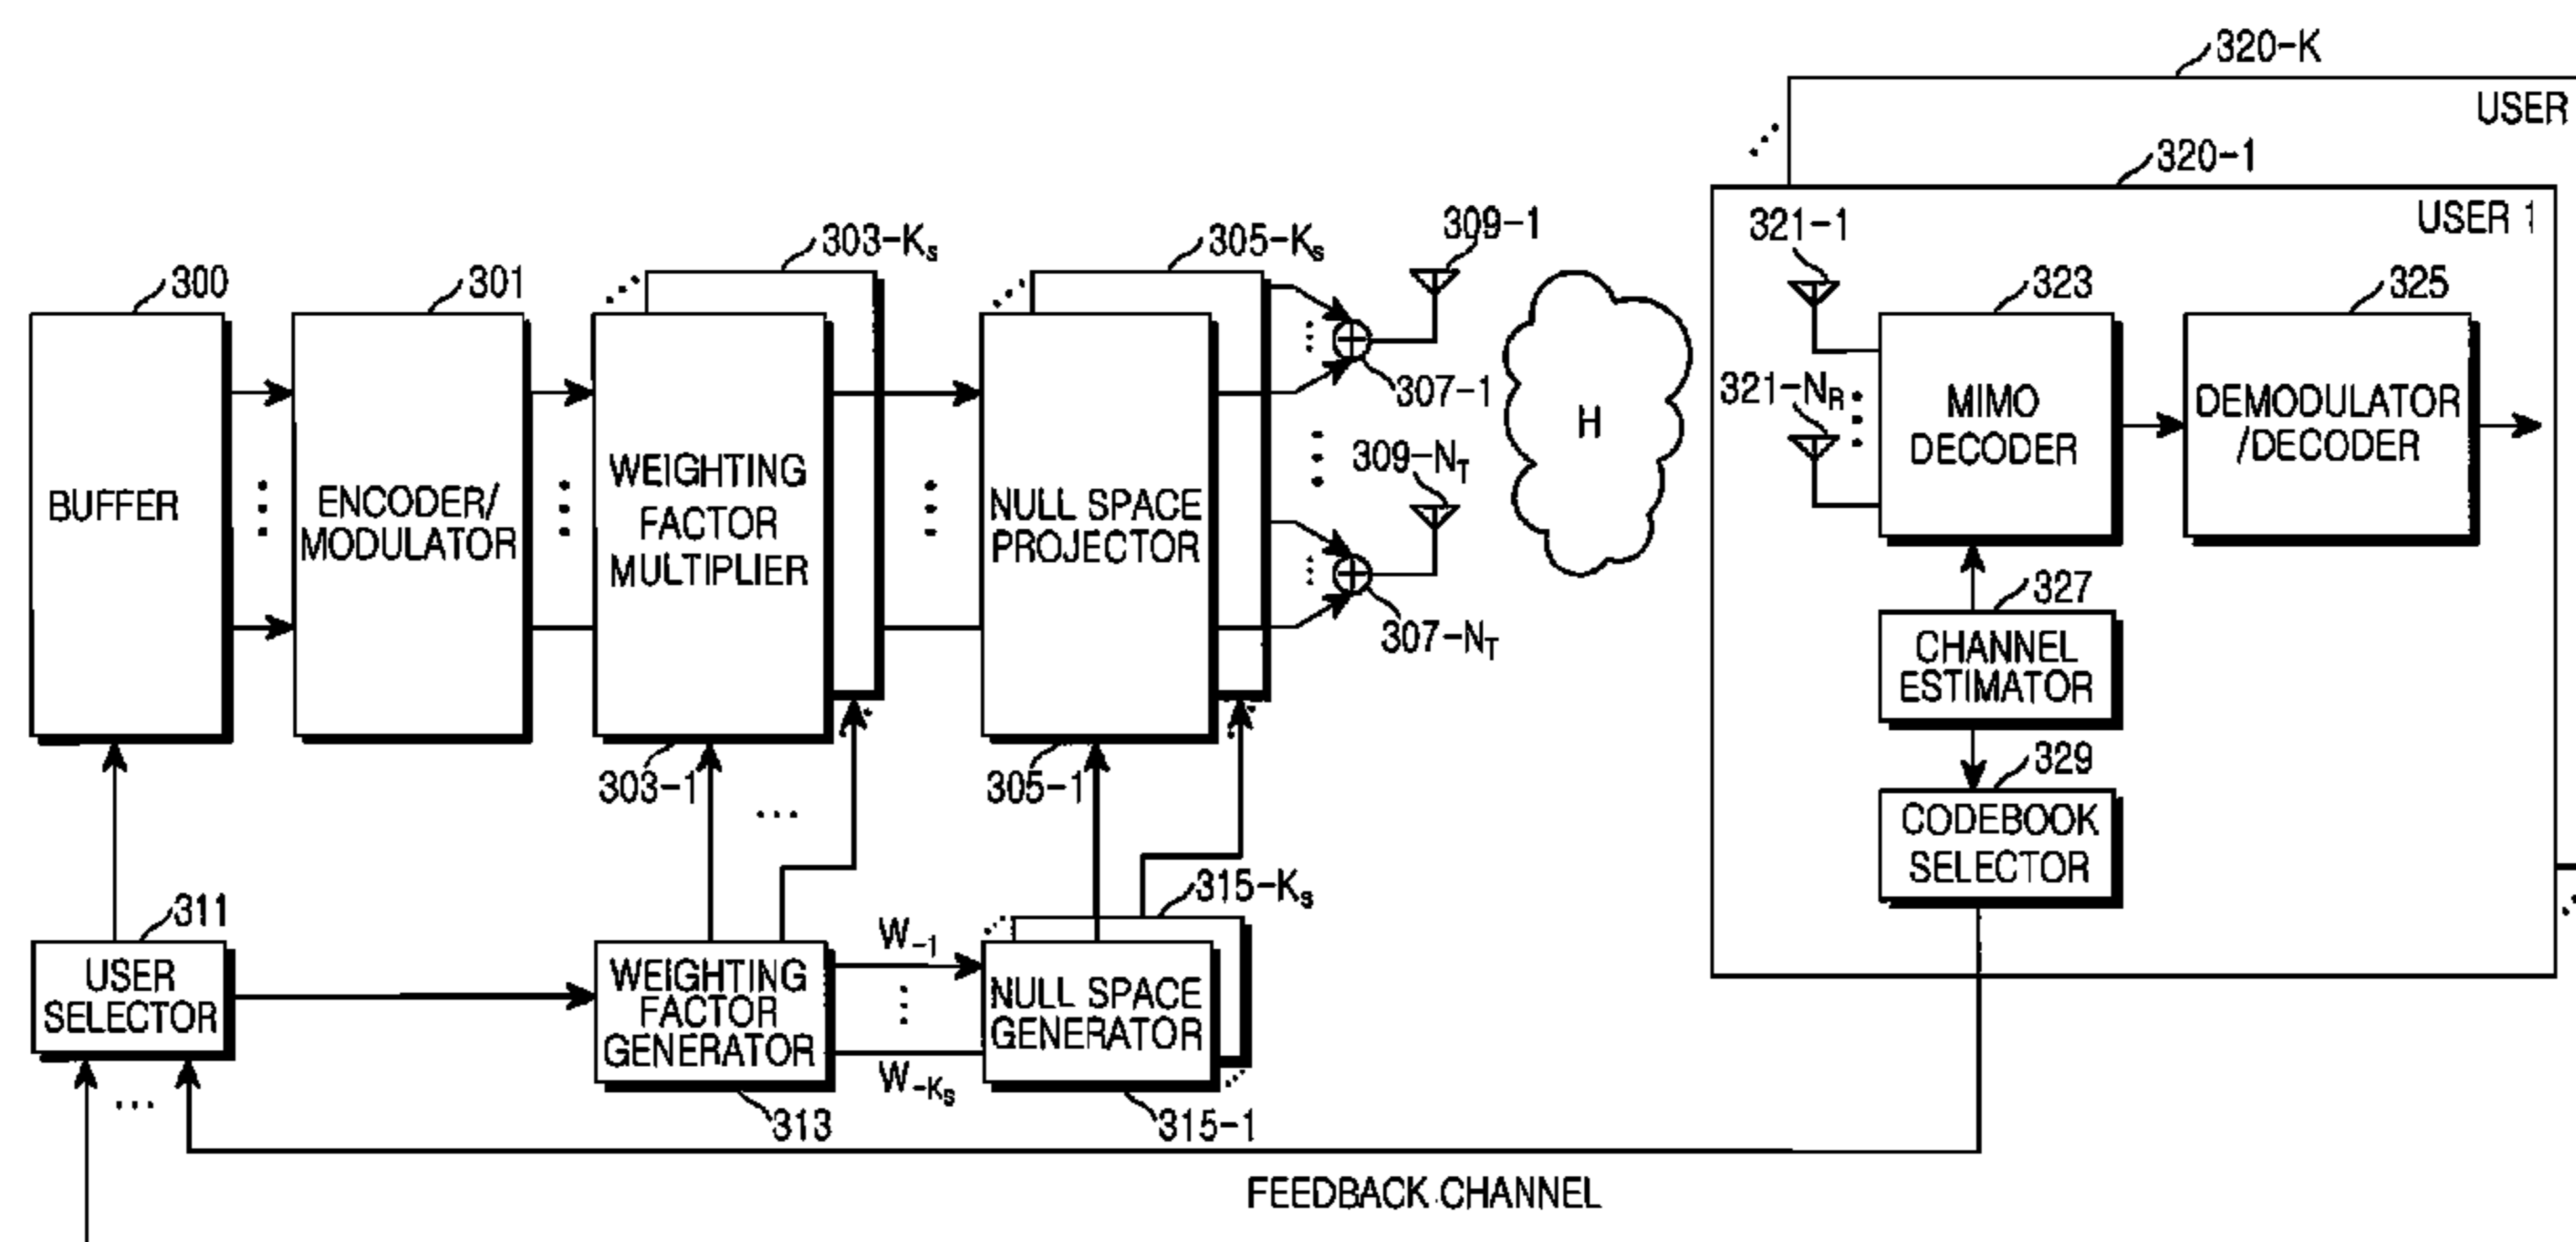 320-K
USER
320-1
USER 1
303-Ks
305-Ks
309-1
321-1
300
301
323
325
BUFFER
ENCODER/
MODULATOR
WEIGHTING
FACTOR
MULTIPLIER
NULL SPACE
PROJECTOR
307-1
309-NT
307-NT
H
321-NR
MIMO
DECODER
DEMODULATOR
/DECODER
327
CHANNEL
ESTIMATOR
329
CODEBOOK
SELECTOR
303-1
305-1
311
USER
SELECTOR
WEIGHTING
FACTOR
GENERATOR
313
W-1
W-Ks
315-Ks
NULL SPACE
GENERATOR
315-1
FEEDBACK CHANNEL